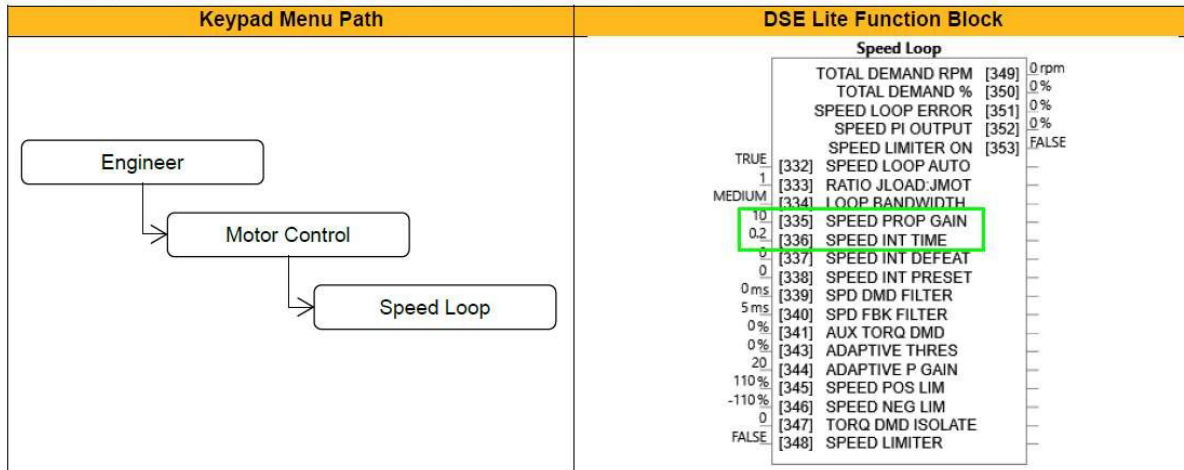 Keypad Menu Path
DSE Lite Function Block
Engineer
Motor Control
Speed Loop
Speed Loop
TOTAL DEMAND RPM [349] 0 rpm
TOTAL DEMAND % [350] 0 %
SPEED LOOP ERROR [351] 0 %
SPEED PI OUTPUT [352] 0 %
SPEED LIMITER ON [353] FALSE
TRUE [332] SPEED LOOP AUTO
1 [333] RATIO JLOAD:JMOT
MEDIUM [334] LOOP BANDWIDTH
10 [335] SPEED PROP GAIN
0.2 [336] SPEED INT TIME
0 [337] SPEED INT DEFEAT
0 [338] SPEED INT PRESET
0 ms [339] SPD DMD FILTER
5 ms [340] SPD FBK FILTER
0 % [341] AUX TORQ DMD
0 % [343] ADAPTIVE THRES
20 [344] ADAPTIVE P GAIN
110 % [345] SPEED POS LIM
-110 % [346] SPEED NEG LIM
0 [347] TORQ DMD ISOLATE
FALSE [348] SPEED LIMITER